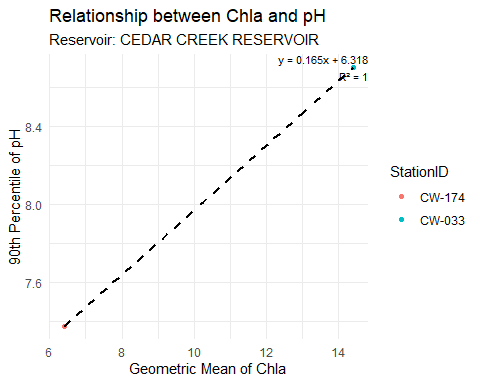 Relationship between Chla and pH
Reservoir: CEDAR CREEK RESERVOIR
y = 0.165x + 6.318
R² = 1
8.4
8.0
7.6
90th Percentile of pH
6 8 10 12 14
Geometric Mean of Chla
StationID
CW-174
CW-033